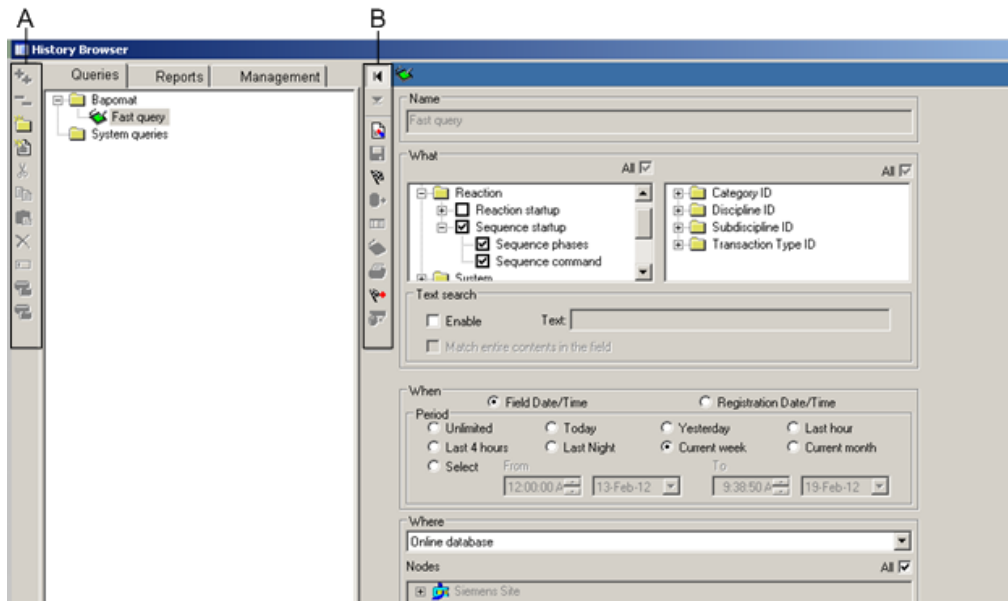 A B
History Browser
Queries Reports Management
Bapomat
Fast query
System queries
Name
Fast query
What
All All
Reaction
Reaction startup
Sequence startup
Sequence phases
Sequence command
System
Category ID
Discipline ID
Subdiscipline ID
Transaction Type ID
Text search
Enable Text:
Match entire contents in the field
When
Field Date/Time Registration Date/Time
Period
Unlimited Today Yesterday Last hour
Last 4 hours Last Night Current week Current month
Select From To
12:00:00 A 13-Feb-12 9:38:50 A 19-Feb-12
Where
Online database
Nodes All
Siemens Site